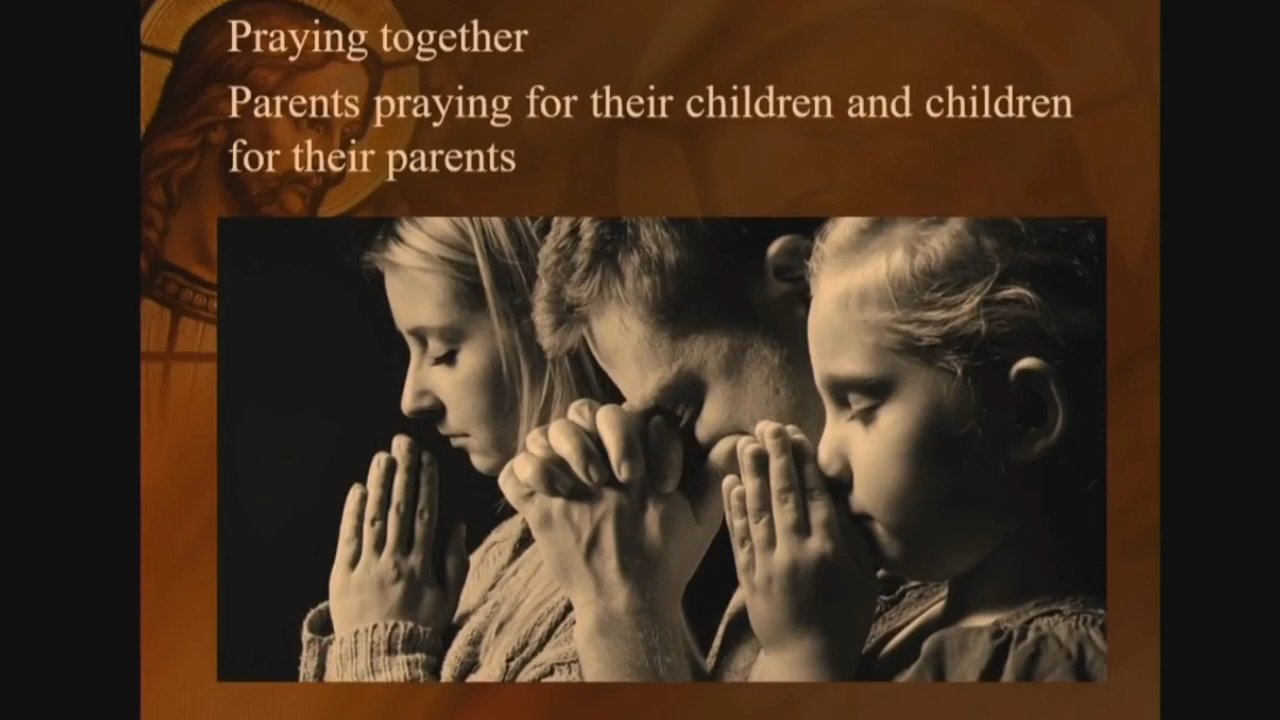 Praying together
Parents praying for their children and children
for their parents